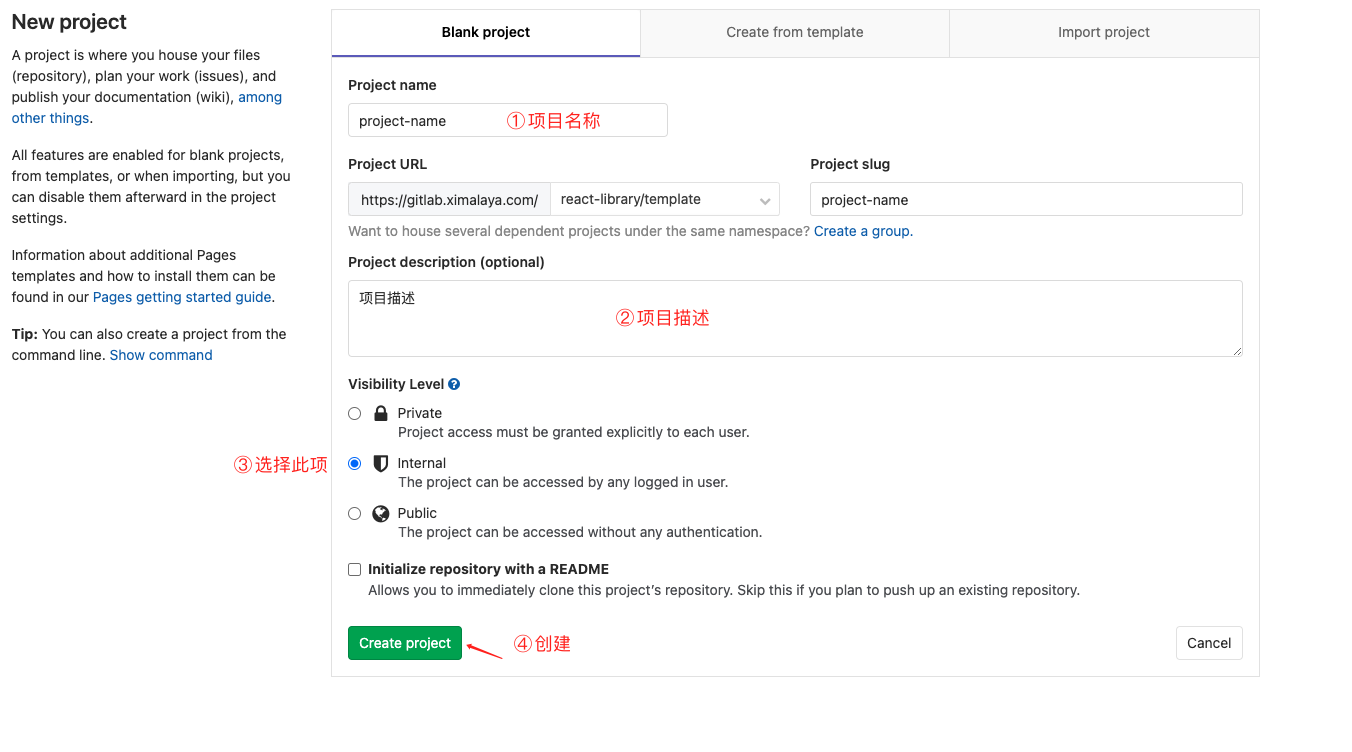 New project
A project is where you house your files
(repository), plan your work (issues), and
publish your documentation (wiki), among
other things.
All features are enabled for blank projects,
from templates, or when importing, but you
can disable them afterward in the project
settings.
Information about additional Pages
templates and how to install them can be
found in our Pages getting started guide.
Tip: You can also create a project from the
command line. Show command
Blank project
Create from template
Import project
Project name
project-name
①项目名称
Project URL
Project slug
https://gitlab.ximalaya.com/
react-library/template
project-name
Want to house several dependent projects under the same namespace? Create a group.
Project description (optional)
项目描述
②项目描述
Visibility Level ?
Private
Project access must be granted explicitly to each user.
③选择此项
Internal
The project can be accessed by any logged in user.
Public
The project can be accessed without any authentication.
Initialize repository with a README
Allows you to immediately clone this project’s repository. Skip this if you plan to push up an existing repository.
Create project
④创建
Cancel